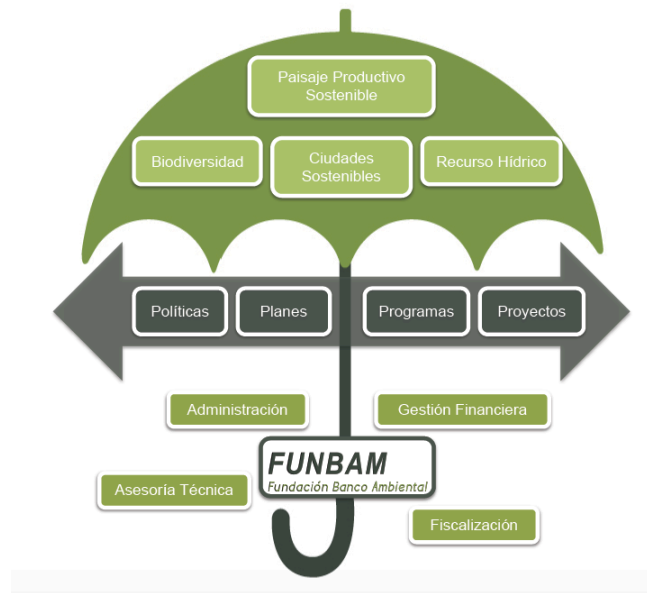 Paisaje Productivo
Sostenible
Biodiversidad
Ciudades
Sostenibles
Recurso Hídrico
Políticas
Planes
Programas
Proyectos
Administración
Gestión Financiera
FUNBAM
Fundación Banco Ambiental
Asesoría Técnica
Fiscalización